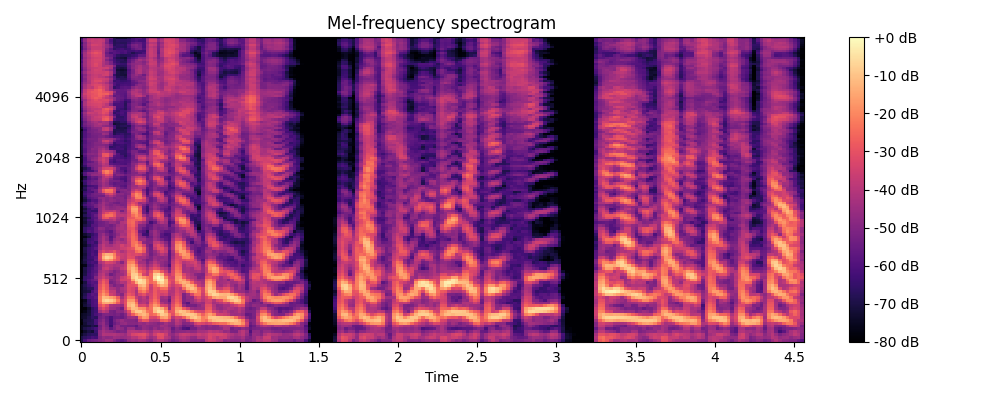 Mel-frequency spectrogram
Hz
4096
2048
1024
512
0
0 0.5 1 1.5 2 2.5 3 3.5 4 4.5
Time
+0 dB
-10 dB
-20 dB
-30 dB
-40 dB
-50 dB
-60 dB
-70 dB
-80 dB